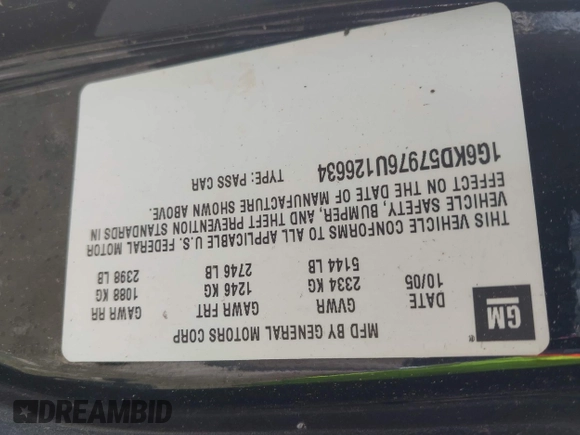 GM ®
MFD BY GENERAL MOTORS CORP
DATE GVWR GAWR FRT GAWR RR
10/05 2334 KG 1246 KG 1088 KG
5144 LB 2746 LB 2398 LB
THIS VEHICLE CONFORMS TO ALL APPLICABLE U.S. FEDERAL MOTOR
VEHICLE SAFETY, BUMPER, AND THEFT PREVENTION STANDARDS IN
EFFECT ON THE DATE OF MANUFACTURE SHOWN ABOVE.
1G6KD57976U126634 TYPE: PASS CAR
DREAMBID